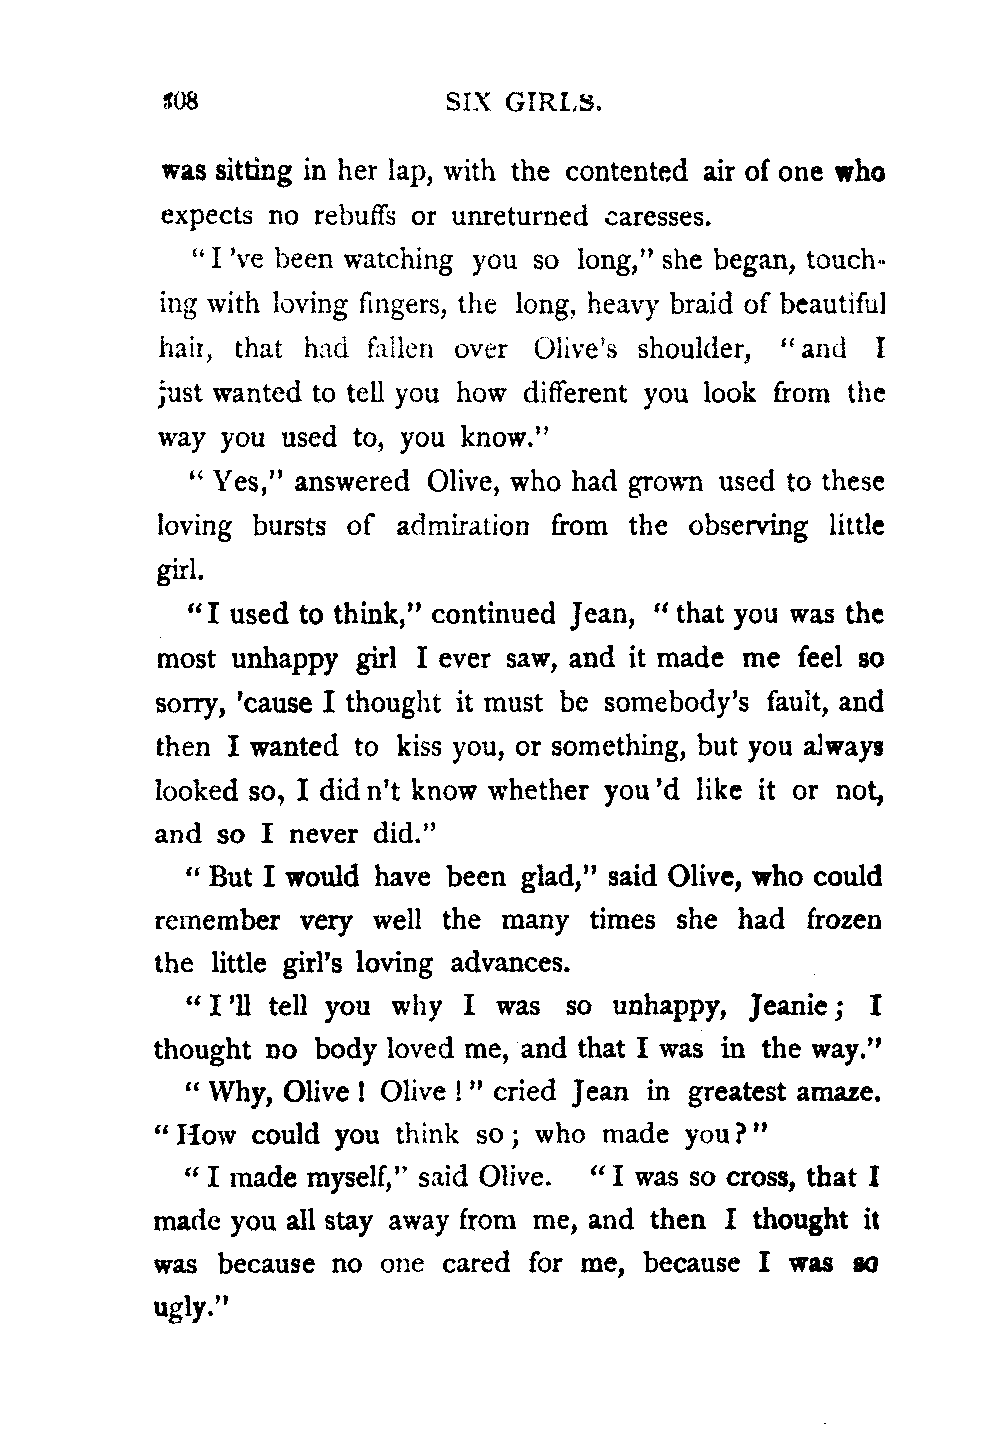 308 SIX GIRLS.
was sitting in her lap, with the contented air of one who
expects no rebuffs or unreturned caresses.
"I 've been watching you so long," she began, touch-
ing with loving fingers, the long, heavy braid of beautiful
hair, that had fallen over Olive's shoulder, "and I
just wanted to tell you how different you look from the
way you used to, you know."
"Yes," answered Olive, who had grown used to these
loving bursts of admiration from the observing little
girl.
"I used to think," continued Jean, "that you was the
most unhappy girl I ever saw, and it made me feel so
sorry, 'cause I thought it must be somebody's fault, and
then I wanted to kiss you, or something, but you always
looked so, I did n't know whether you 'd like it or not,
and so I never did."
"But I would have been glad," said Olive, who could
remember very well the many times she had frozen
the little girl's loving advances.
"I 'll tell you why I was so unhappy, Jeanie; I
thought no body loved me, and that I was in the way."
"Why, Olive! Olive!" cried Jean in greatest amaze.
"How could you think so; who made you?"
"I made myself," said Olive. "I was so cross, that I
made you all stay away from me, and then I thought it
was because no one cared for me, because I was so
ugly."